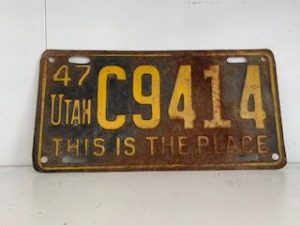 47
UTAH C9414
THIS IS THE PLACE